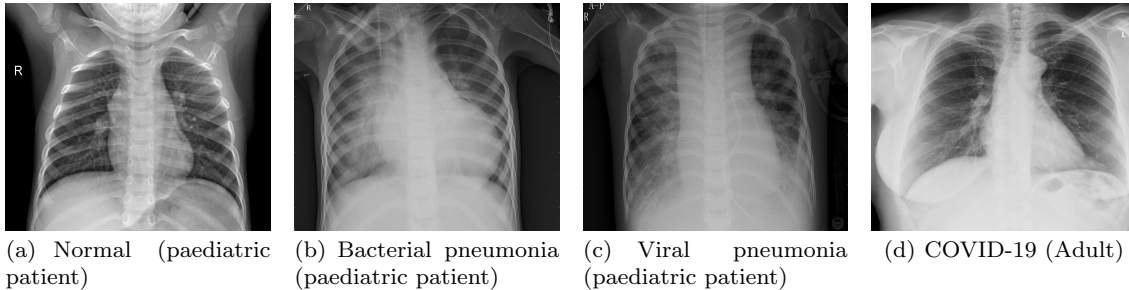 R
R
A-P
R
L
(a) Normal (paediatric
patient)
(b) Bacterial pneumonia
(paediatric patient)
(c) Viral pneumonia
(paediatric patient)
(d) COVID-19 (Adult)